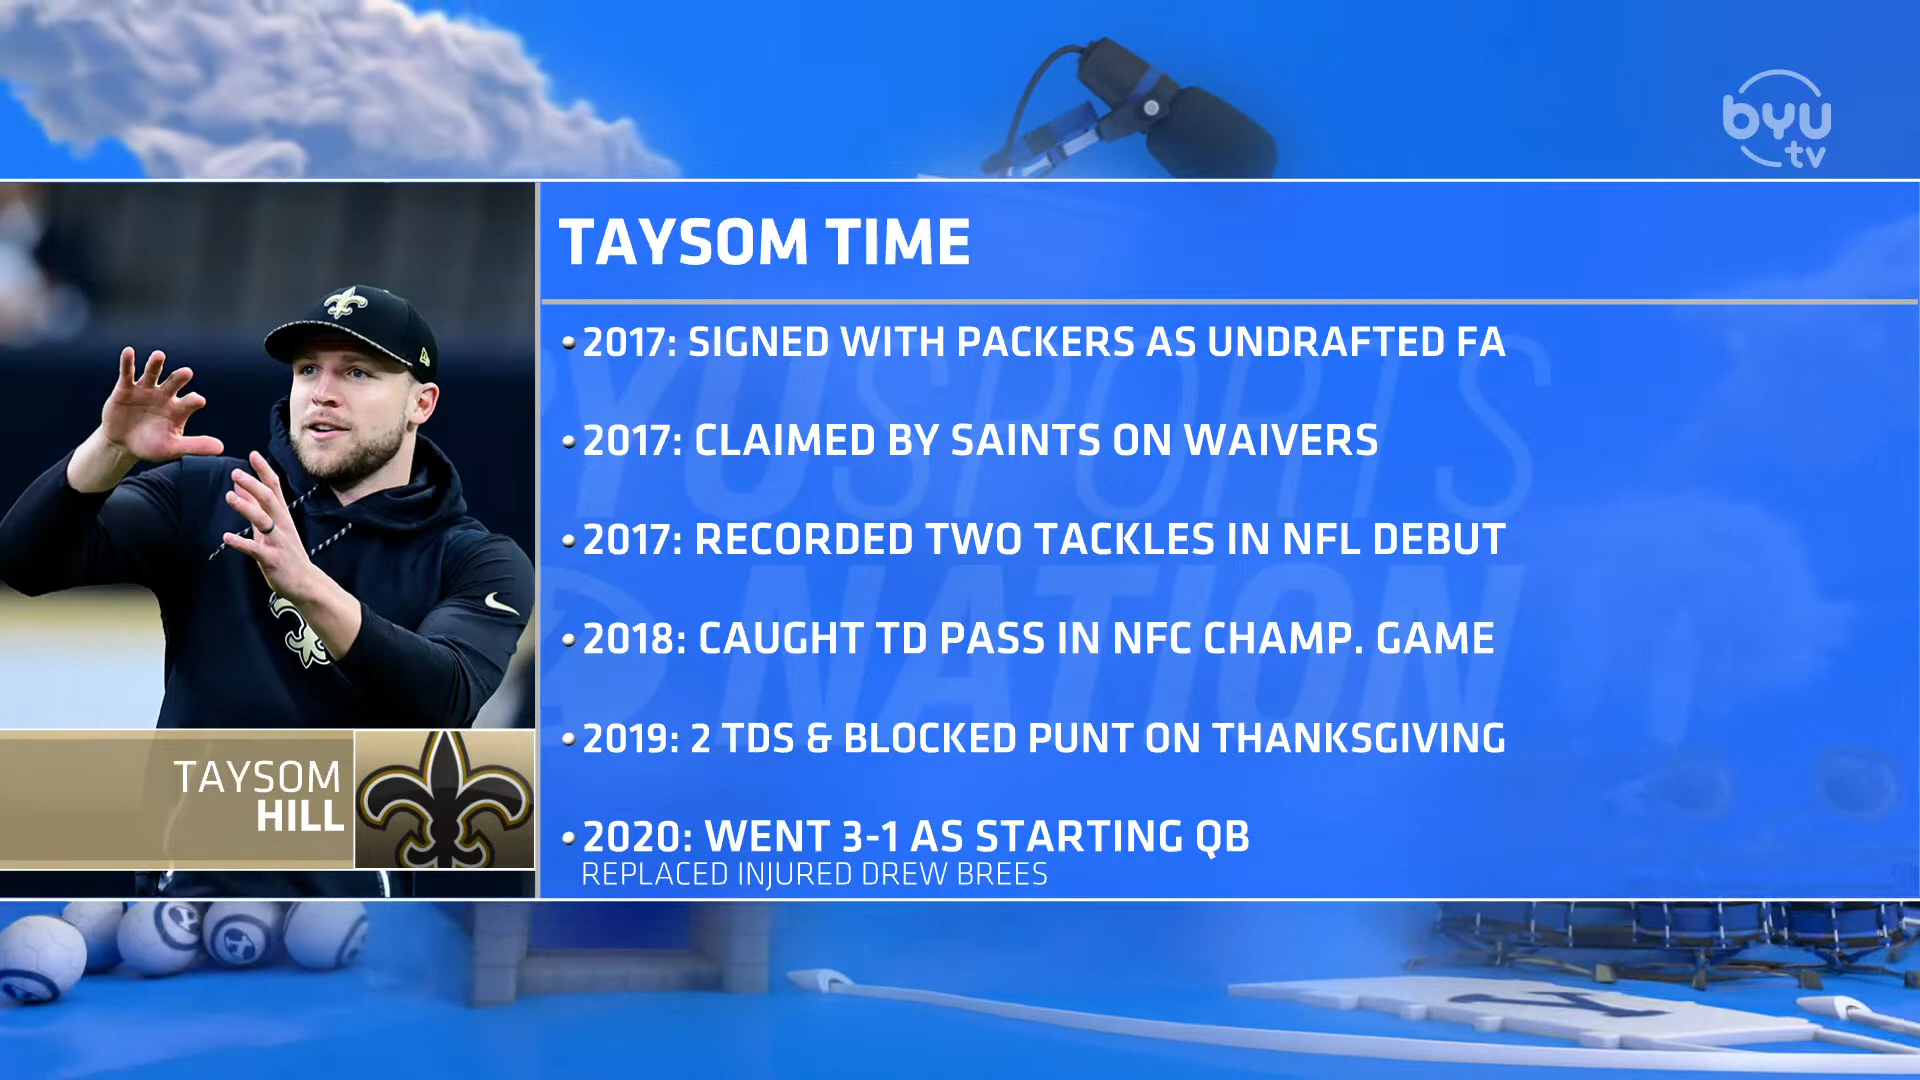 byu
tv
TAYSOM TIME
• 2017: SIGNED WITH PACKERS AS UNDRAFTED FA
• 2017: CLAIMED BY SAINTS ON WAIVERS
• 2017: RECORDED TWO TACKLES IN NFL DEBUT
• 2018: CAUGHT TD PASS IN NFC CHAMP. GAME
• 2019: 2 TDS & BLOCKED PUNT ON THANKSGIVING
• 2020: WENT 3-1 AS STARTING QB
REPLACED INJURED DREW BREES
TAYSOM
HILL
BYUSPORTS
NATION
Y